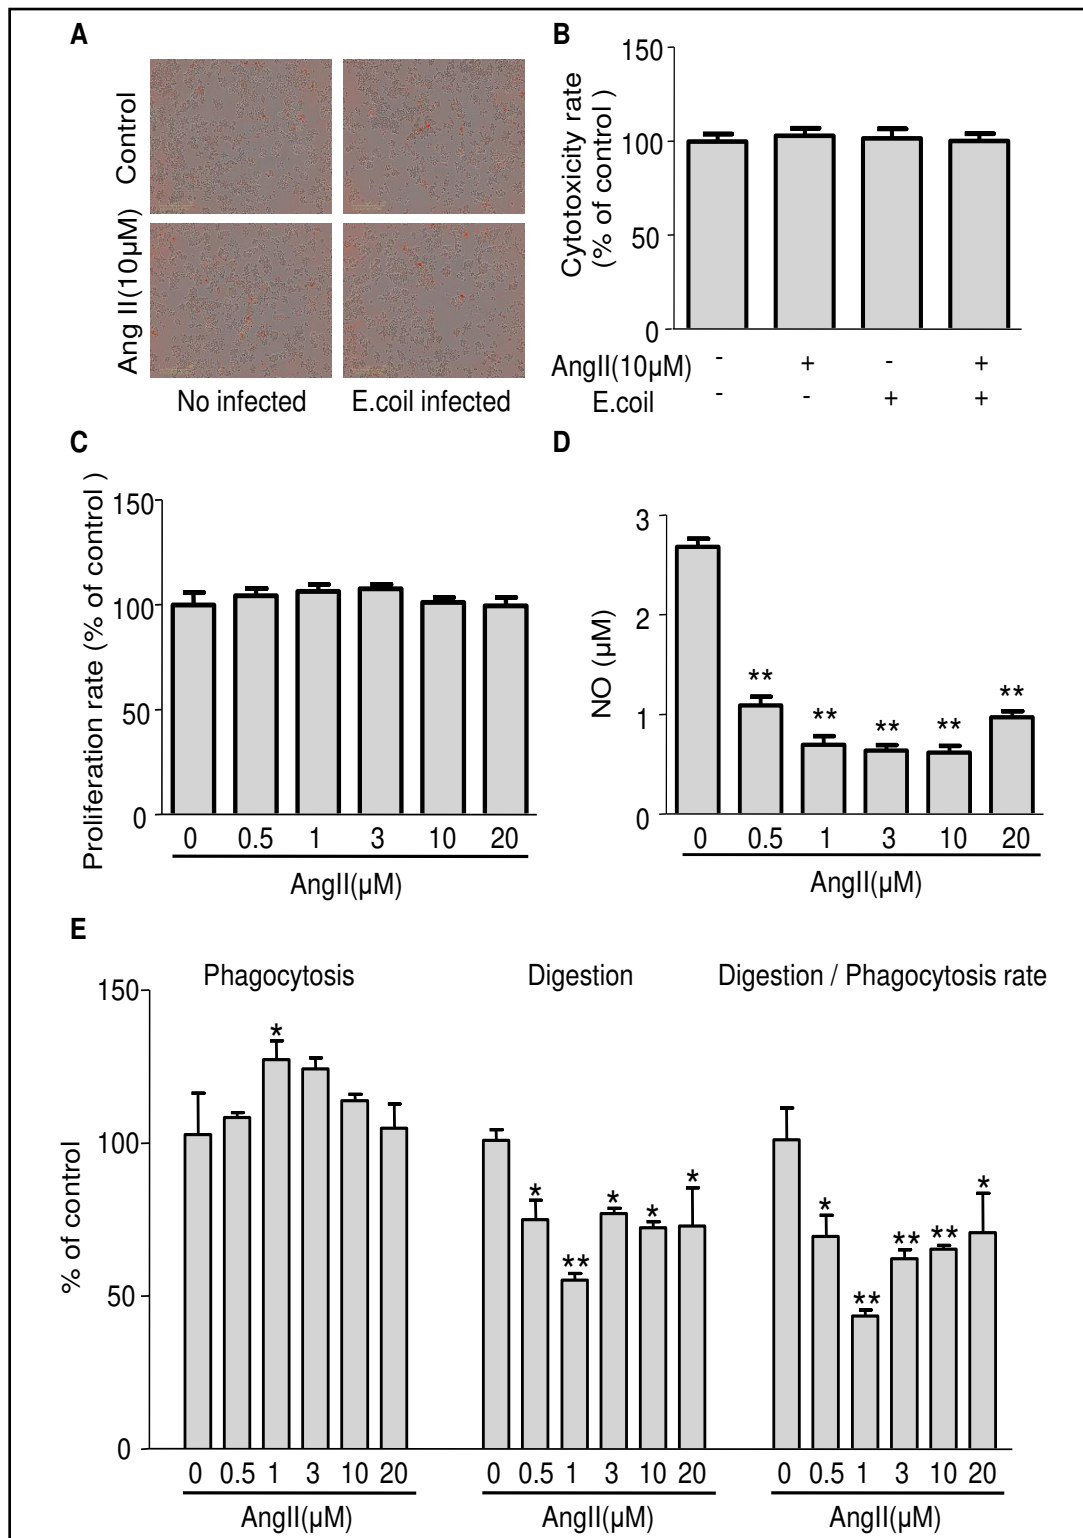 A
Control
Ang II(10µM)
No infected
E.coil infected
B
Cytotoxicity rate
(% of control )
150
100
50
0
AngII(10µM)
- + - +
E.coil
- - + +
C
Proliferation rate (% of control )
150
100
50
0
0 0.5 1 3 10 20
AngII(µM)
D
NO (µM)
3
2
1
0
** ** ** ** **
0 0.5 1 3 10 20
AngII(µM)
E
Phagocytosis
Digestion
Digestion / Phagocytosis rate
% of control
150
100
50
0
*
* ** * * *
* ** ** ** *
0 0.5 1 3 10 20
0 0.5 1 3 10 20
0 0.5 1 3 10 20
AngII(µM)
AngII(µM)
AngII(µM)